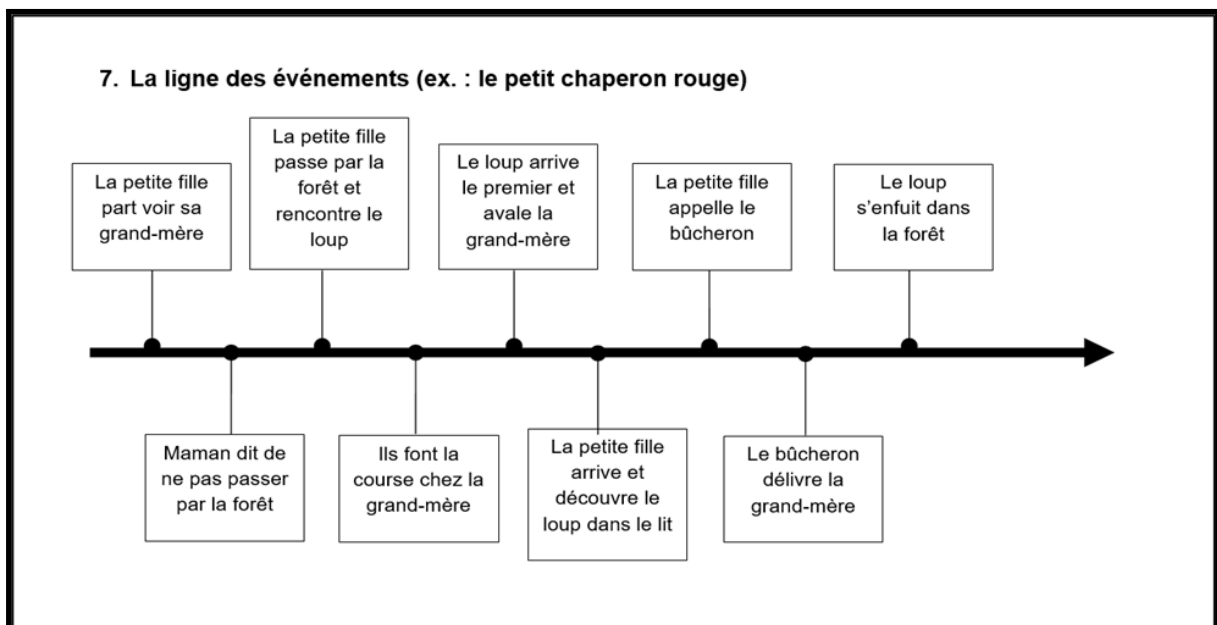 7. La ligne des événements (ex. : le petit chaperon rouge)
La petite fille
part voir sa
grand-mère
Maman dit de
ne pas passer
par la forêt
La petite fille
passe par la
forêt et
rencontre le
loup
Ils font la
course chez la
grand-mère
Le loup arrive
le premier et
avale la
grand-mère
La petite fille
arrive et
découvre le
loup dans le lit
La petite fille
appelle le
bûcheron
Le bûcheron
délivre la
grand-mère
Le loup
s'enfuit dans
la forêt